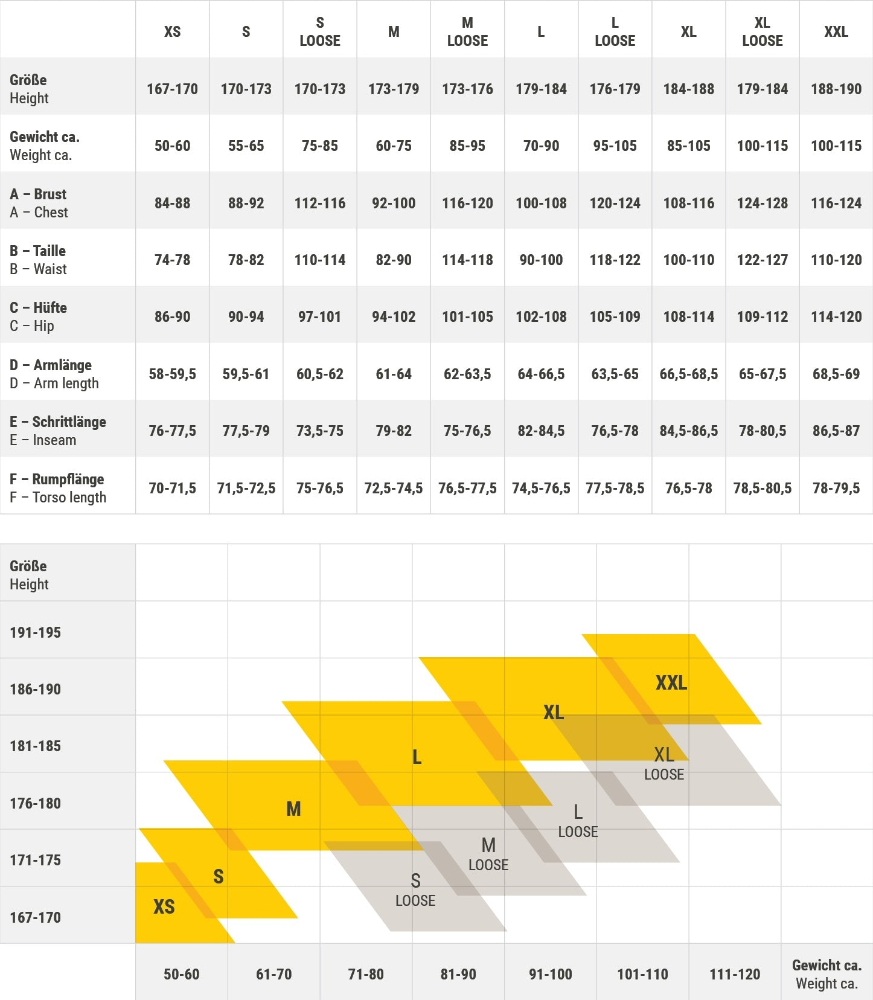 XS S S LOOSE M M LOOSE L L LOOSE XL XL LOOSE XXL
Größe
Height
167-170 170-173 170-173 173-179 173-176 179-184 176-179 184-188 179-184 188-190
Gewicht ca.
Weight ca.
50-60 55-65 75-85 60-75 85-95 70-90 95-105 85-105 100-115 100-115
A – Brust
A – Chest
84-88 88-92 112-116 92-100 116-120 100-108 120-124 108-116 124-128 116-124
B – Taille
B – Waist
74-78 78-82 110-114 82-90 114-118 90-100 118-122 100-110 122-127 110-120
C – Hüfte
C – Hip
86-90 90-94 97-101 94-102 101-105 102-108 105-109 108-114 109-112 114-120
D – Armlänge
D – Arm length
58-59,5 59,5-61 60,5-62 61-64 62-63,5 64-66,5 63,5-65 66,5-68,5 65-67,5 68,5-69
E – Schrittlänge
E – Inseam
76-77,5 77,5-79 73,5-75 79-82 75-76,5 82-84,5 76,5-78 84,5-86,5 78-80,5 86,5-87
F – Rumpflänge
F – Torso length
70-71,5 71,5-72,5 75-76,5 72,5-74,5 76,5-77,5 74,5-76,5 77,5-78,5 76,5-78 78,5-80,5 78-79,5
Größe
Height
191-195
186-190
XXL
XL
181-185
L
XL
LOOSE
176-180
M
L
LOOSE
171-175
M
LOOSE
S
S
LOOSE
167-170
XS
50-60 61-70 71-80 81-90 91-100 101-110 111-120
Gewicht ca.
Weight ca.